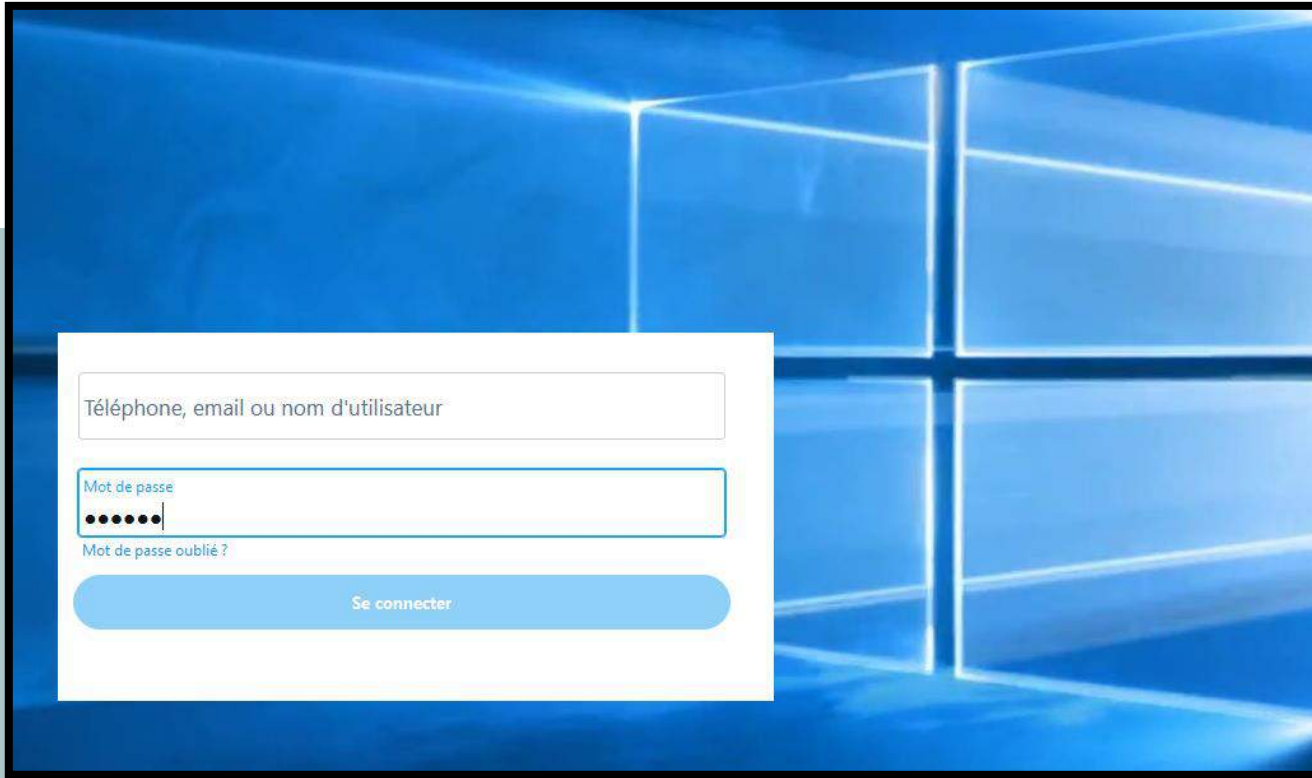 Téléphone, email ou nom d'utilisateur
Mot de passe
••••••
Mot de passe oublié ?
Se connecter